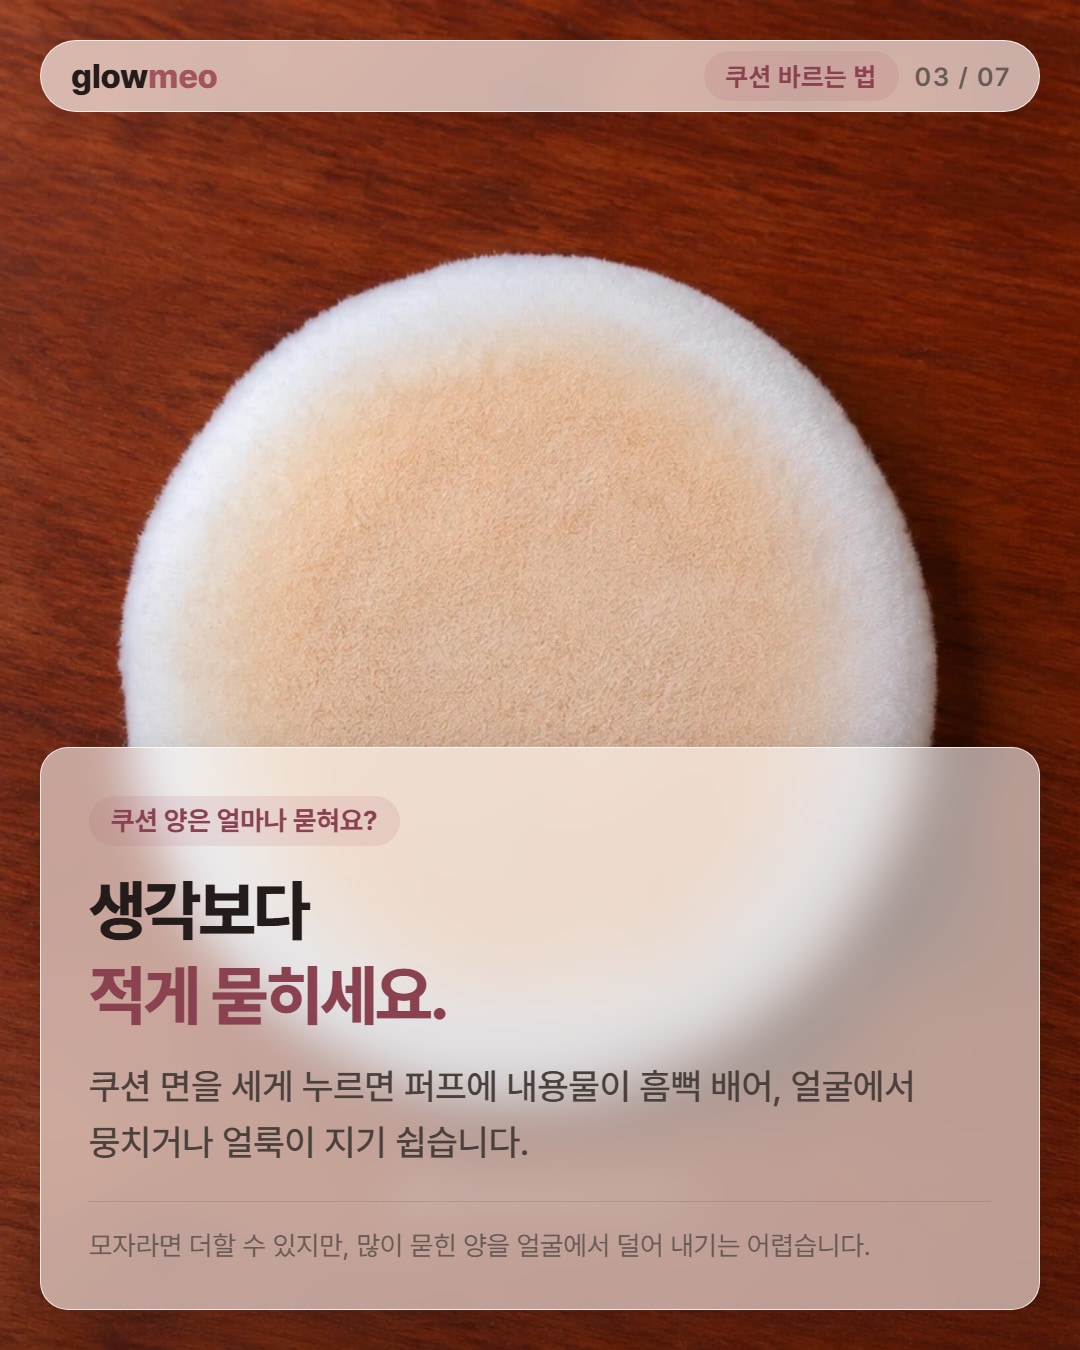 glowmeo
쿠션 바르는 법 03 / 07
쿠션 양은 얼마나 묻혀요?
생각보다
적게 묻히세요.
쿠션 면을 세게 누르면 퍼프에 내용물이 흠뻑 배어, 얼굴에서
뭉치거나 얼룩이 지기 쉽습니다.
모자라면 더할 수 있지만, 많이 묻힌 양을 얼굴에서 덜어 내기는 어렵습니다.